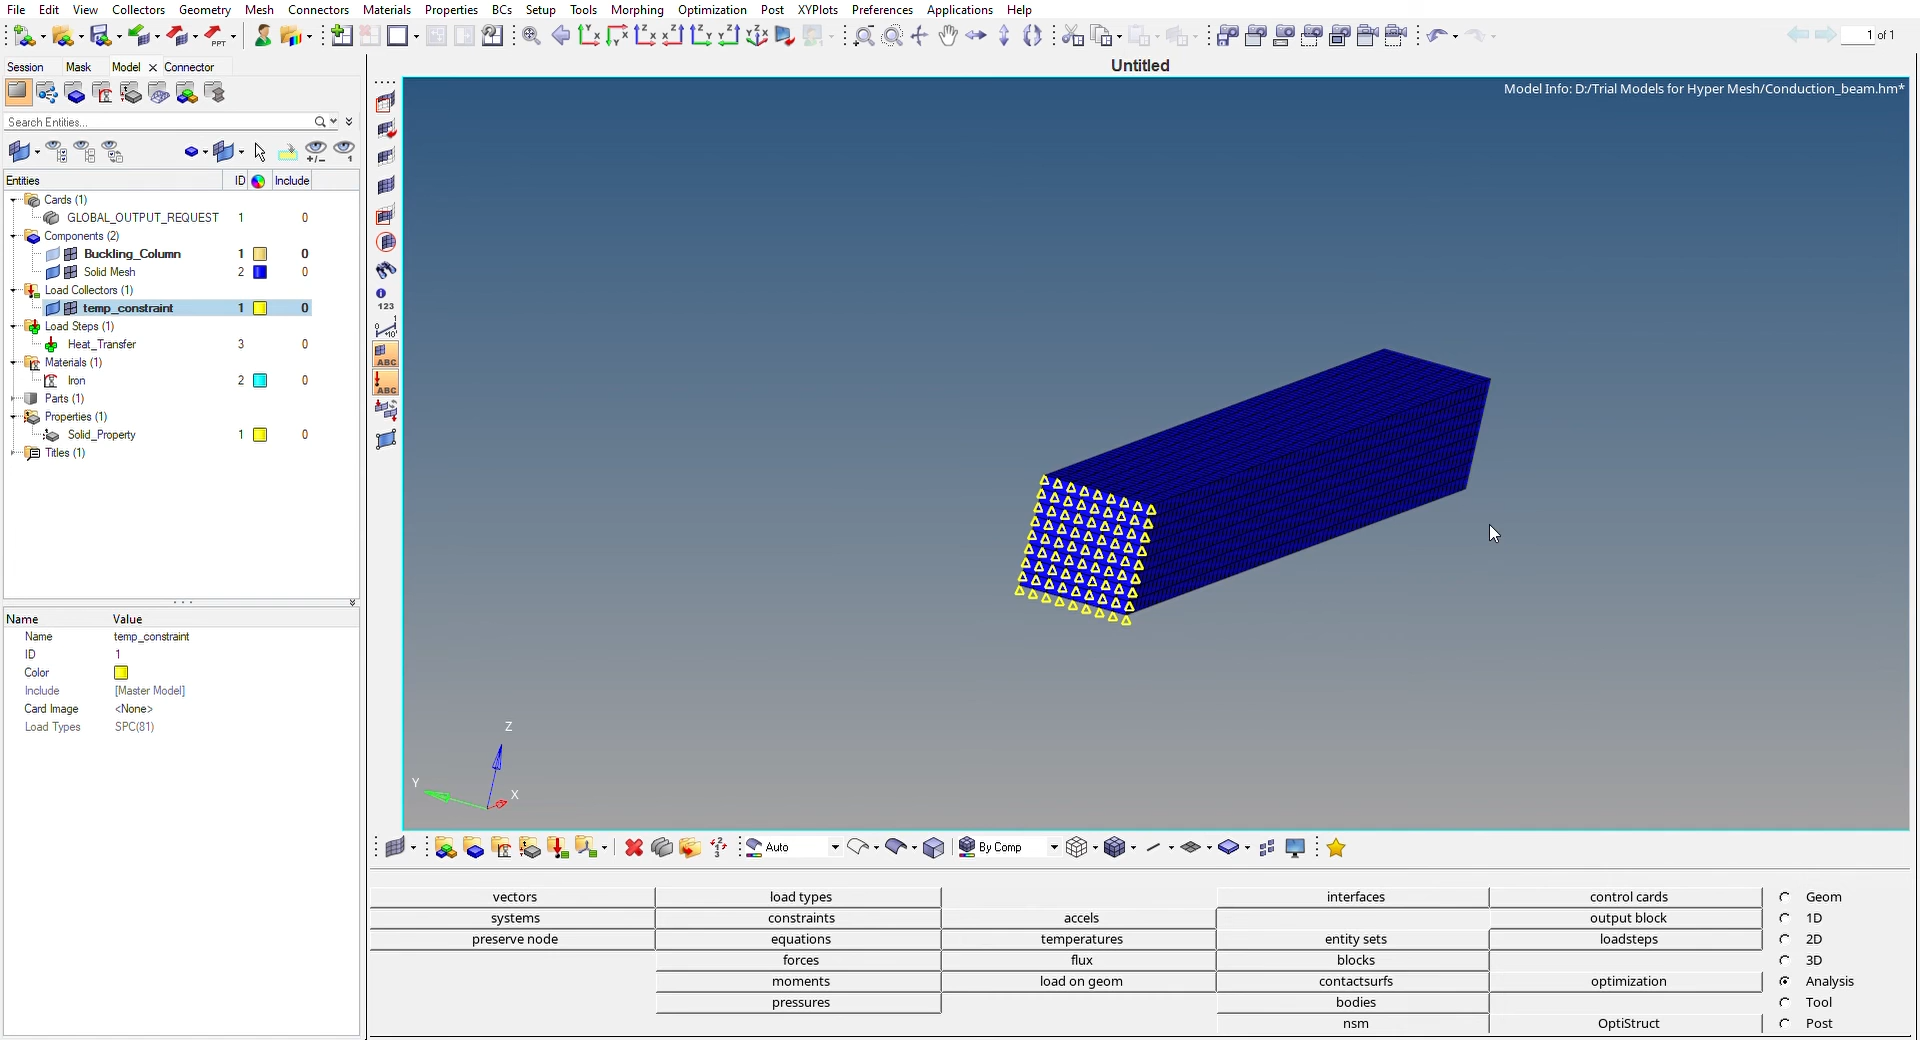 File Edit View Collectors Geometry Mesh Connectors Materials Properties BCs Setup Tools Morphing Optimization Post XYPlots Preferences Applications Help
1 of 1
Session Mask Model Connector
Untitled
Model Info: D:/Trial Models for Hyper Mesh/Conduction_beam.hm*
Search Entities...
Entities ID Include
Cards (1)
GLOBAL_OUTPUT_REQUEST 1 0
Components (2)
Buckling_Column 1 0
Solid Mesh 2 0
Load Collectors (1)
temp_constraint 1 0
Load Steps (1)
Heat_Transfer 3 0
Materials (1)
Iron 2 0
Parts (1)
Properties (1)
Solid_Property 1 0
Titles (1)
123
ABC
ABC
Name Value
Name temp_constraint
ID 1
Color
Include [Master Model]
Card Image <None>
Load Types SPC(81)
Z
Y
X
Auto By Comp
vectors load types interfaces control cards Geom
systems constraints accels output block 1D
preserve node equations temperatures entity sets loadsteps 2D
forces flux blocks 3D
moments load on geom contactsurfs optimization Analysis
pressures bodies Tool
nsm OptiStruct Post